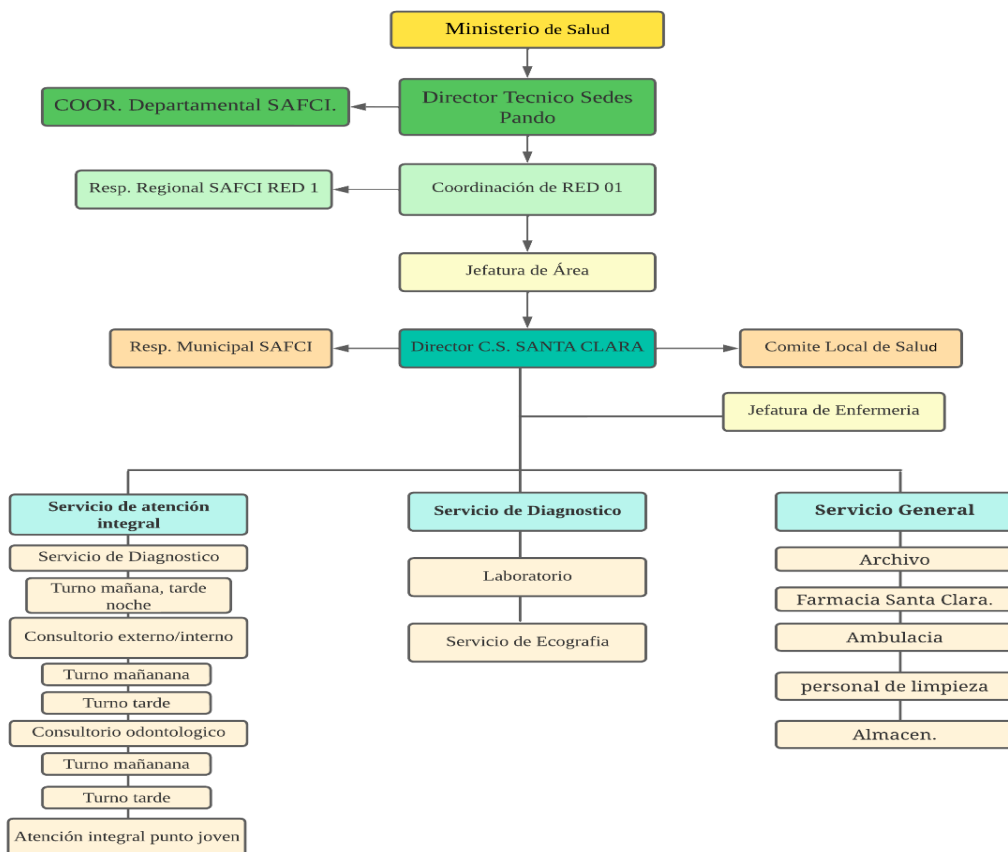 Ministerio de Salud
COOR. Departamental SAFCI.
Director Tecnico Sedes
Pando
Resp. Regional SAFCI RED 1
Coordinación de RED 01
Jefatura de Área
Resp. Municipal SAFCI
Director C.S. SANTA CLARA
Comite Local de Salud
Jefatura de Enfermeria
Servicio de atención
integral
Servicio de Diagnostico
Turno mañana, tarde
noche
Consultorio externo/interno
Turno mañanana
Turno tarde
Consultorio odontologico
Turno mañanana
Turno tarde
Atención integral punto joven
Servicio de Diagnostico
Laboratorio
Servicio de Ecografia
Servicio General
Archivo
Farmacia Santa Clara.
Ambulacia
personal de limpieza
Almacen.